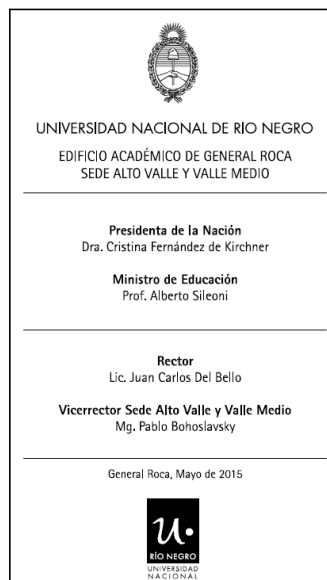 UNIVERSIDAD NACIONAL DE RÍO NEGRO
EDIFICIO ACADÉMICO DE GENERAL ROCA
SEDE ALTO VALLE Y VALLE MEDIO
Presidenta de la Nación
Dra. Cristina Fernández de Kirchner
Ministro de Educación
Prof. Alberto Sileoni
Rector
Lic. Juan Carlos Del Bello
Vicerrector Sede Alto Valle y Valle Medio
Mg. Pablo Bohoslavsky
General Roca, Mayo de 2015
u.
RÍO NEGRO
UNIVERSIDAD
NACIONAL